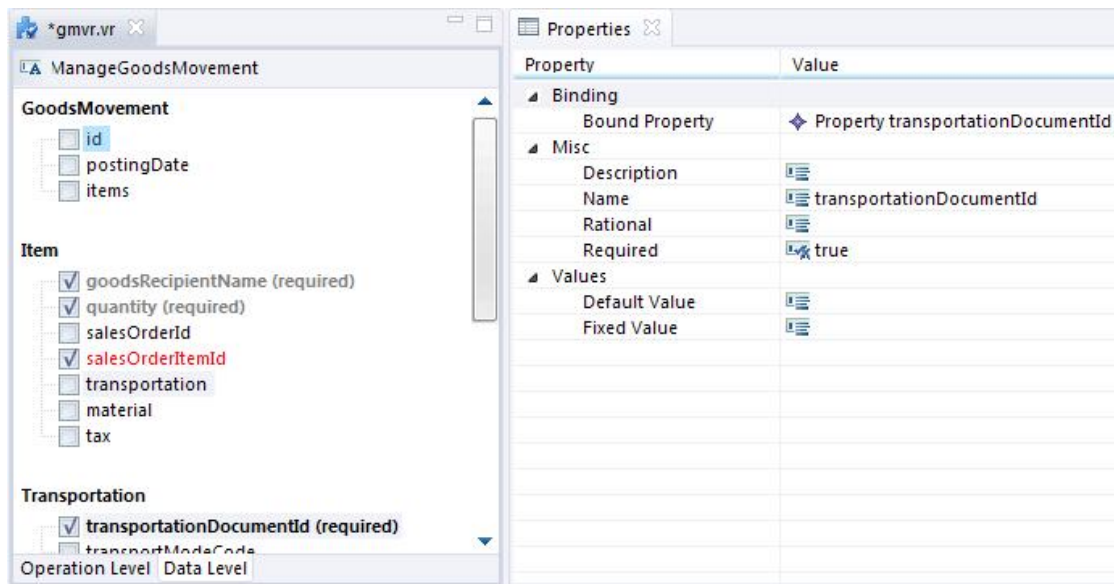 *gmvr.vr
ManageGoodsMovement
GoodsMovement
id
postingDate
items
Item
goodsRecipientName (required)
quantity (required)
salesOrderId
salesOrderItemId
transportation
material
tax
Transportation
transportationDocumentId (required)
transportModeCode
Operation Level Data Level
Properties
Property Value
Binding
Bound Property Property transportationDocumentId
Misc
Description
Name transportationDocumentId
Rational
Required true
Values
Default Value
Fixed Value